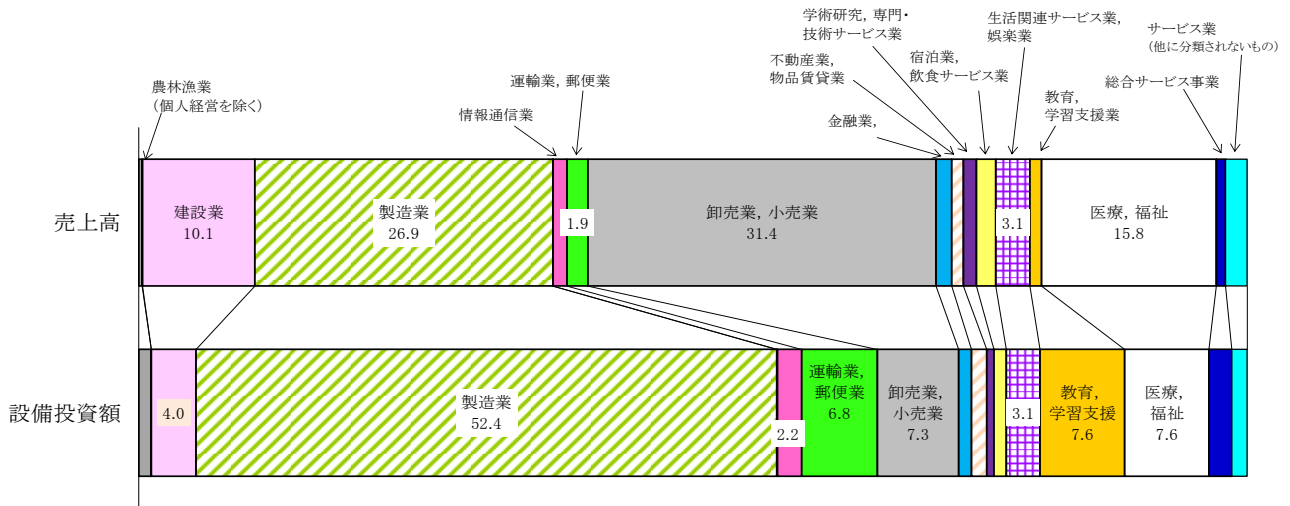 学術研究, 専門・
技術サービス業
生活関連サービス業,
娯楽業
サービス業
(他に分類されないもの)
農林漁業
(個人経営を除く)
運輸業, 郵便業
不動産業,
物品賃貸業
宿泊業,
飲食サービス業
総合サービス事業
情報通信業
金融業,
教育,
学習支援業
売上高
建設業
10.1
製造業
26.9
1.9
卸売業, 小売業
31.4
3.1
医療, 福祉
15.8
設備投資額
4.0
製造業
52.4
2.2
運輸業,
郵便業
6.8
卸売業,
小売業
7.3
3.1
教育,
学習支援
7.6
医療,
福祉
7.6